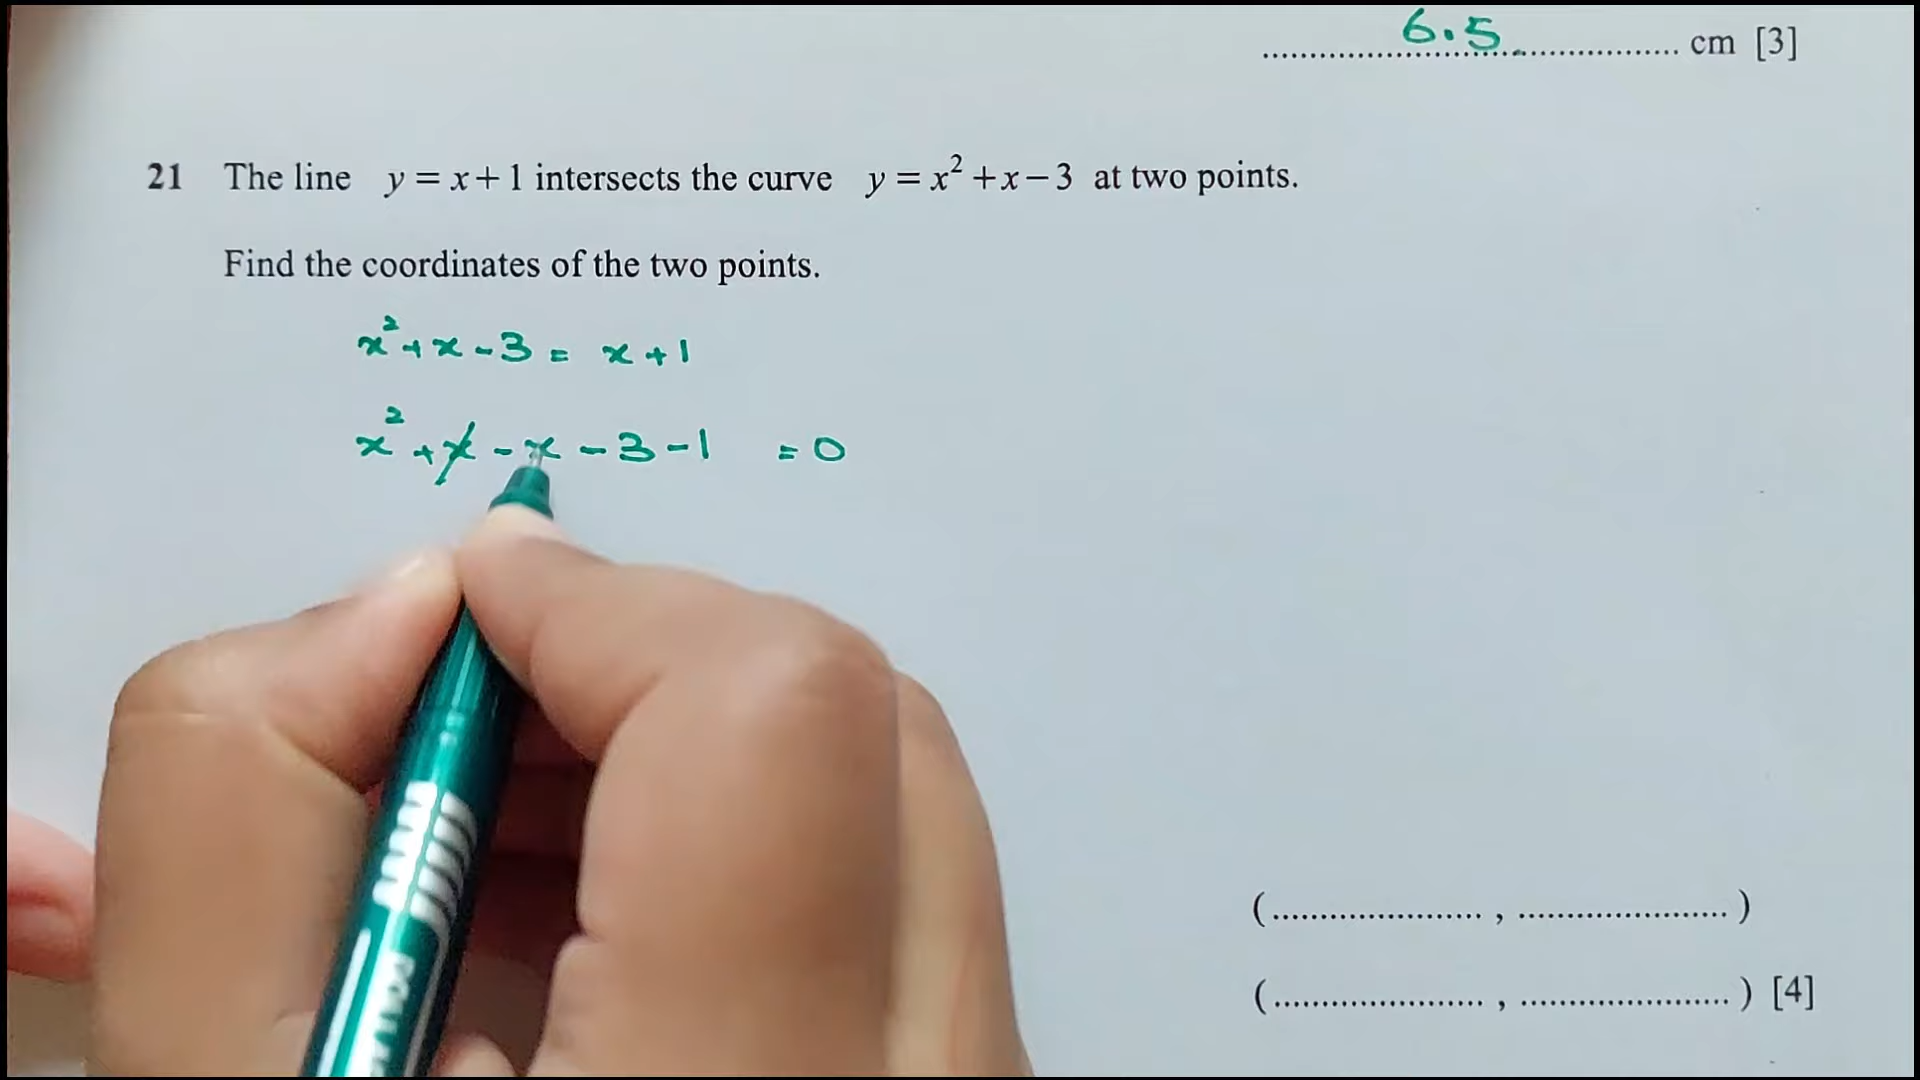 6.5 cm [3]
21 The line y = x + 1 intersects the curve y = x² + x − 3 at two points.
Find the coordinates of the two points.
x² + x - 3 = x + 1
x² + x - x - 3 - 1 = 0
(...................... , ......................)
(...................... , ......................) [4]